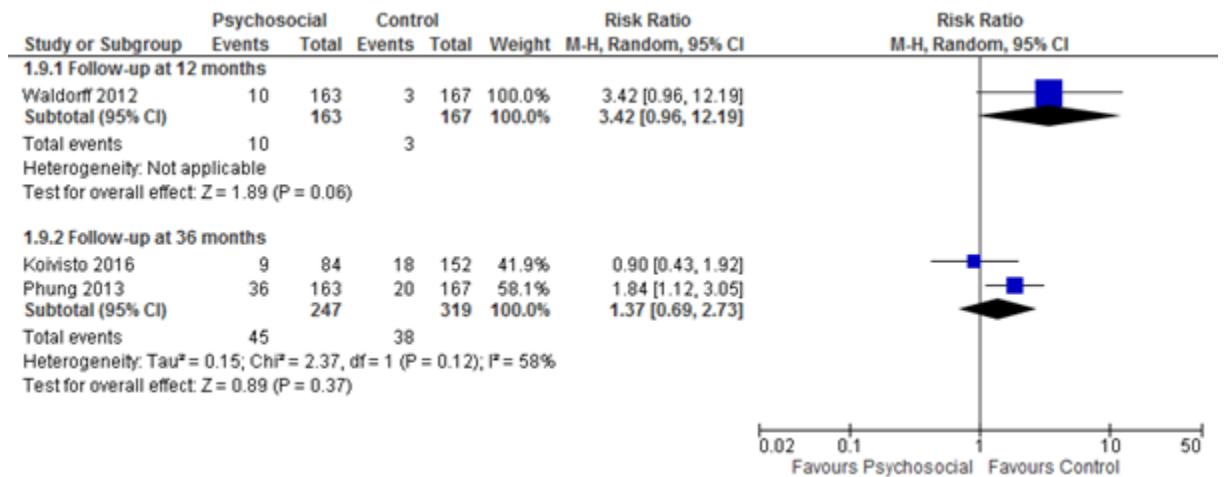 Psychosocial Control Risk Ratio Risk Ratio
Study or Subgroup Events Total Events Total Weight M-H, Random, 95% CI M-H, Random, 95% CI
1.9.1 Follow-up at 12 months
Waldorff 2012 10 163 3 167 100.0% 3.42 [0.96, 12.19]
Subtotal (95% CI) 163 167 100.0% 3.42 [0.96, 12.19]
Total events 10 3
Heterogeneity: Not applicable
Test for overall effect: Z = 1.89 (P = 0.06)
1.9.2 Follow-up at 36 months
Koivisto 2016 9 84 18 152 41.9% 0.90 [0.43, 1.92]
Phung 2013 36 163 20 167 58.1% 1.84 [1.12, 3.05]
Subtotal (95% CI) 247 319 100.0% 1.37 [0.69, 2.73]
Total events 45 38
Heterogeneity: Tau² = 0.15; Chi² = 2.37, df = 1 (P = 0.12); I² = 58%
Test for overall effect: Z = 0.89 (P = 0.37)
0.02 0.1 1 10 50
Favours Psychosocial Favours Control